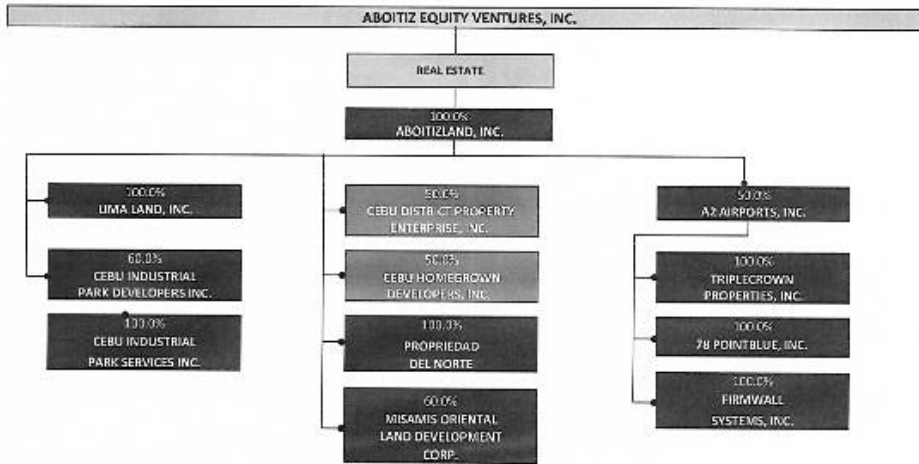 ABOITIZ EQUITY VENTURES, INC.
REAL ESTATE
100.0%
ABOITIZLAND, INC.
100.0%
LIMA LAND, INC.
60.0%
CEBU INDUSTRIAL
PARK DEVELOPERS INC.
100.0%
CEBU INDUSTRIAL
PARK SERVICES INC.
50.0%
CEBU DISTRICT PROPERTY
ENTERPRISE, INC.
50.0%
CEBU HOMEGROWN
DEVELOPERS, INC.
100.0%
PROPRIEDAD
DEL NORTE
60.0%
MISAMIS ORIENTAL
LAND DEVELOPMENT
CORP.
50.0%
A2 AIRPORTS, INC.
100.0%
TRIPLECROWN
PROPERTIES, INC.
100.0%
78 POINTBLUE, INC.
100.0%
FIRMWALL
SYSTEMS, INC.